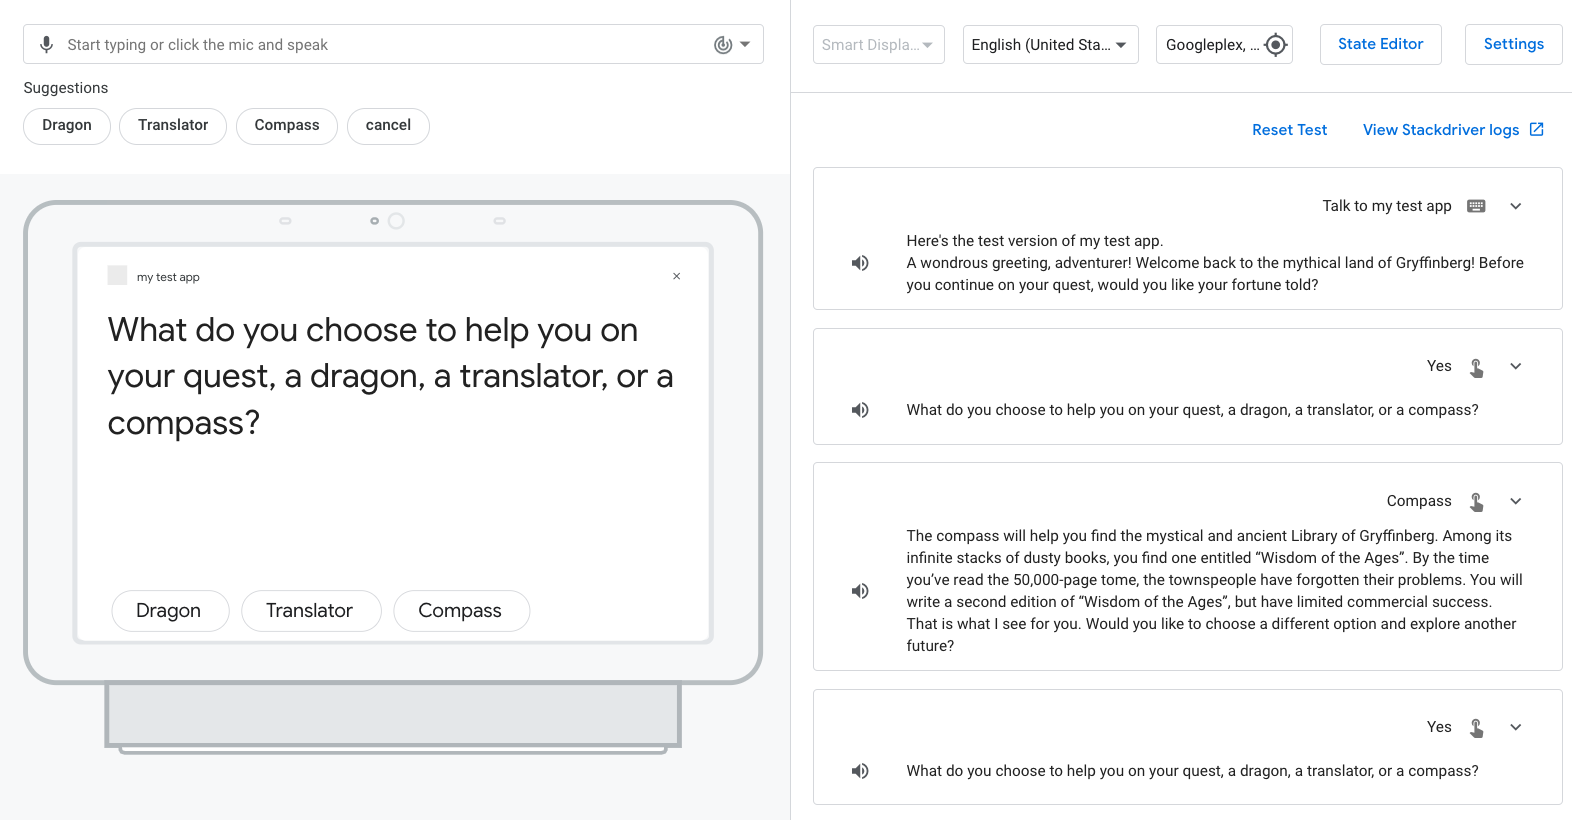 Start typing or click the mic and speak
Suggestions
Dragon
Translator
Compass
cancel
my test app
What do you choose to help you on
your quest, a dragon, a translator, or a
compass?
Dragon
Translator
Compass
Smart Displa...
English (United Sta...
Googleplex, ...
State Editor
Settings
Reset Test
View Stackdriver logs
Talk to my test app
Here's the test version of my test app.
A wondrous greeting, adventurer! Welcome back to the mythical land of Gryffinberg! Before
you continue on your quest, would you like your fortune told?
Yes
What do you choose to help you on your quest, a dragon, a translator, or a compass?
Compass
The compass will help you find the mystical and ancient Library of Gryffinberg. Among its
infinite stacks of dusty books, you find one entitled “Wisdom of the Ages”. By the time
you’ve read the 50,000-page tome, the townspeople have forgotten their problems. You will
write a second edition of “Wisdom of the Ages”, but have limited commercial success.
That is what I see for you. Would you like to choose a different option and explore another
future?
Yes
What do you choose to help you on your quest, a dragon, a translator, or a compass?